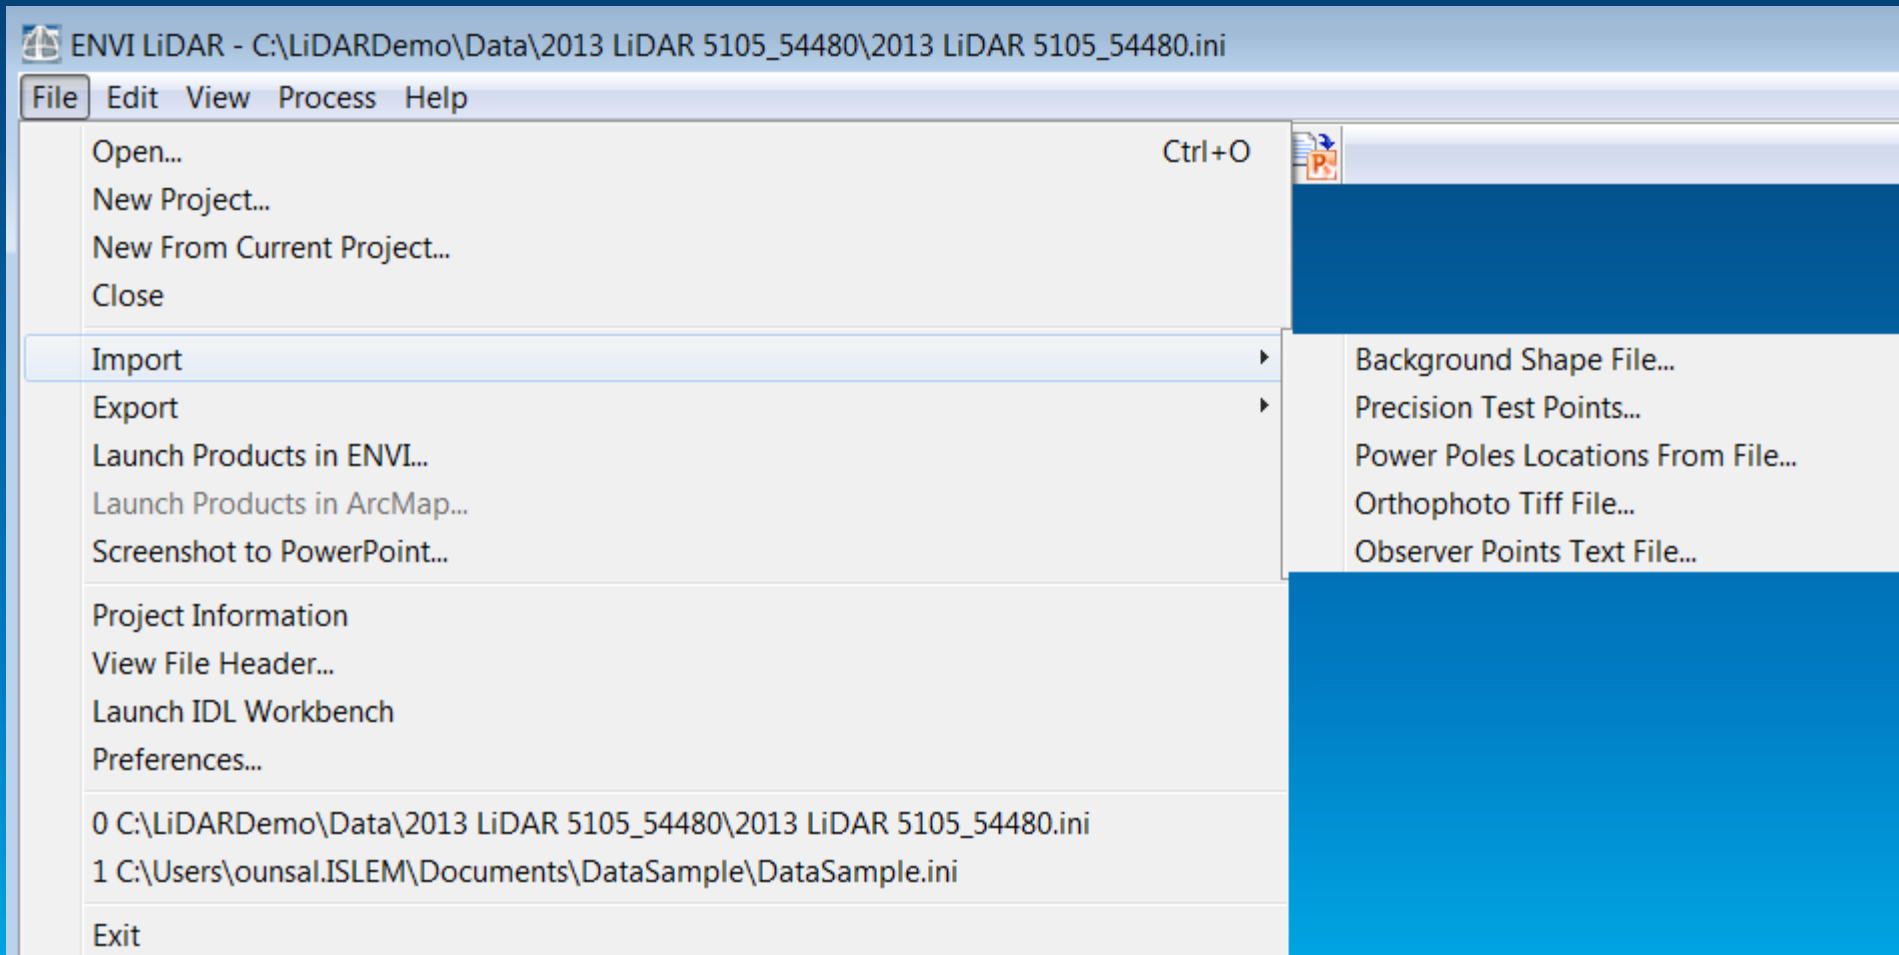 ENVI LiDAR - C:\LiDARDemo\Data\2013 LiDAR 5105_54480\2013 LiDAR 5105_54480.ini
File Edit View Process Help
Open... Ctrl+O
New Project...
New From Current Project...
Close
Import
Export
Launch Products in ENVI...
Launch Products in ArcMap...
Screenshot to PowerPoint...
Project Information
View File Header...
Launch IDL Workbench
Preferences...
0 C:\LiDARDemo\Data\2013 LiDAR 5105_54480\2013 LiDAR 5105_54480.ini
1 C:\Users\ounsal.ISLEM\Documents\DataSample\DataSample.ini
Exit
Background Shape File...
Precision Test Points...
Power Poles Locations From File...
Orthophoto Tiff File...
Observer Points Text File...